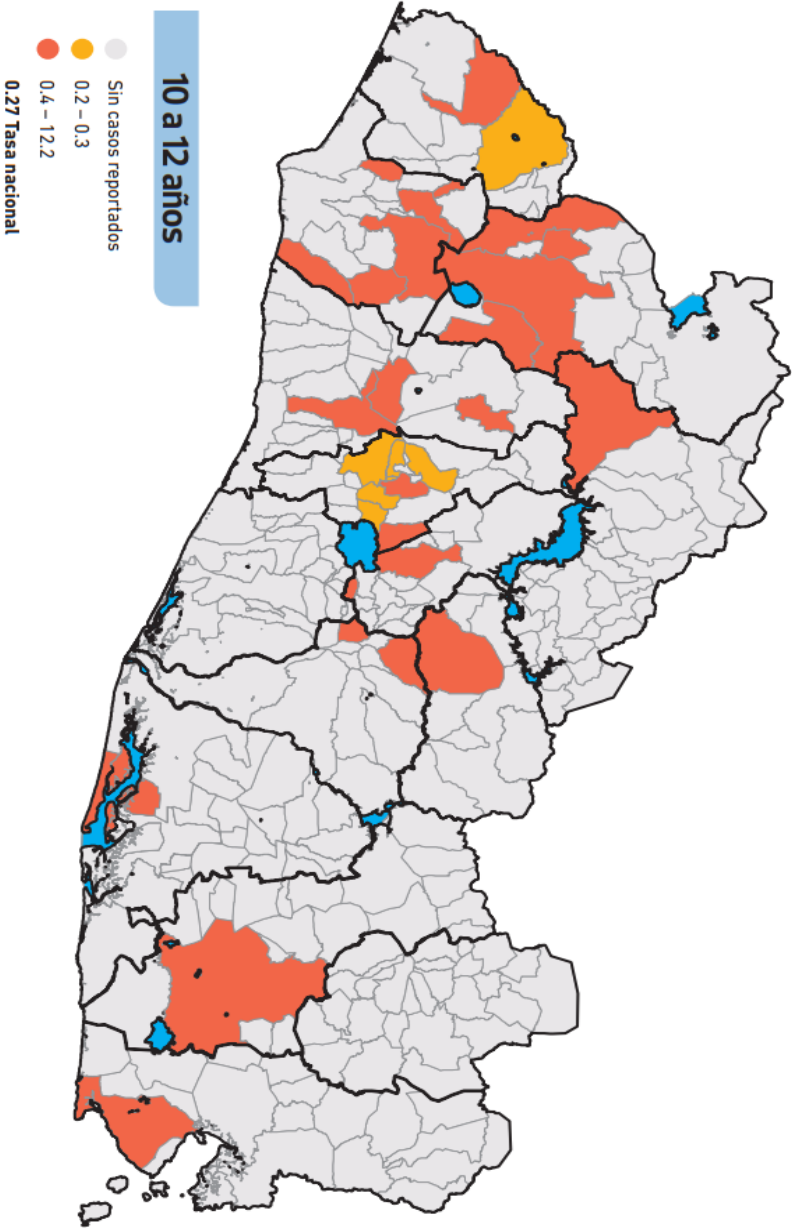 10 a 12 años
Sin casos reportados
0.2 – 0.3
0.4 – 12.2
0.27 Tasa nacional